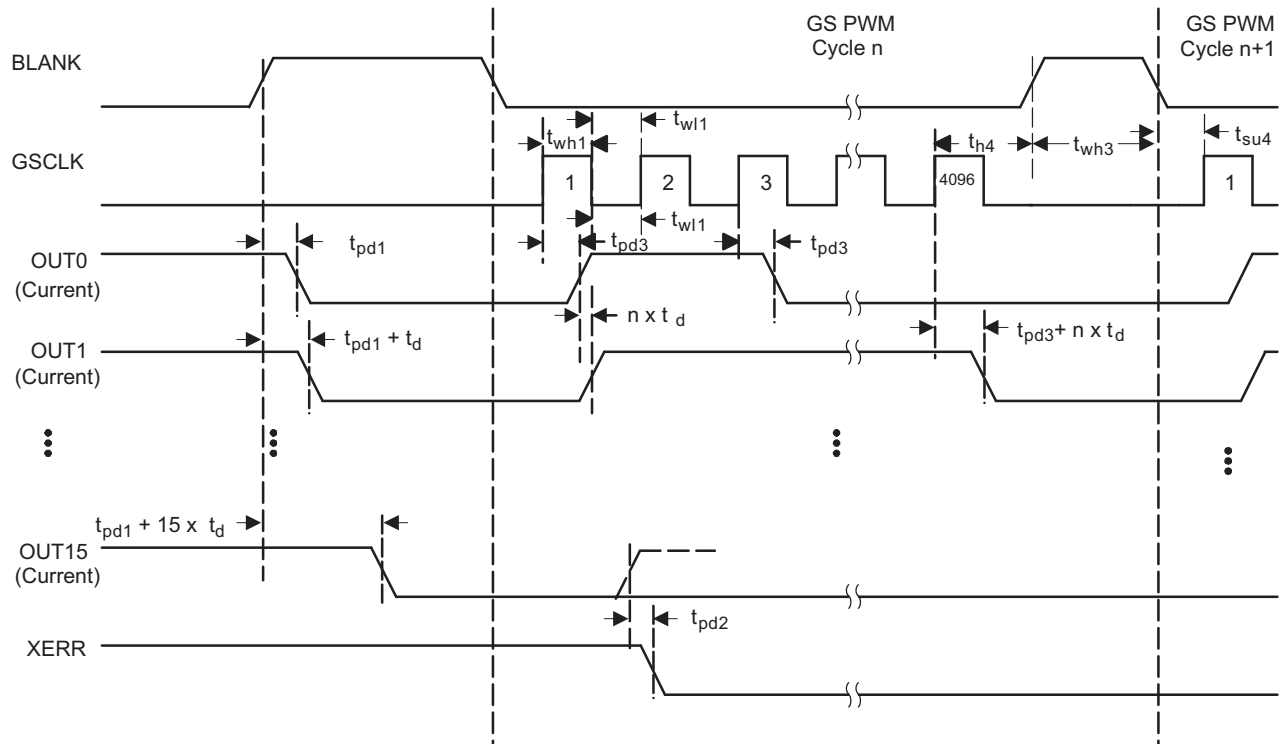 GS PWM
Cycle n
GS PWM
Cycle n+1
BLANK
t_wh1
t_wl1
t_h4
t_wh3
t_su4
GSCLK
1
2
3
4096
1
t_wl1
t_pd1
t_pd3
t_pd3
OUT0
(Current)
n x t_d
t_pd1 + t_d
t_pd3 + n x t_d
OUT1
(Current)
t_pd1 + 15 x t_d
OUT15
(Current)
t_pd2
XERR